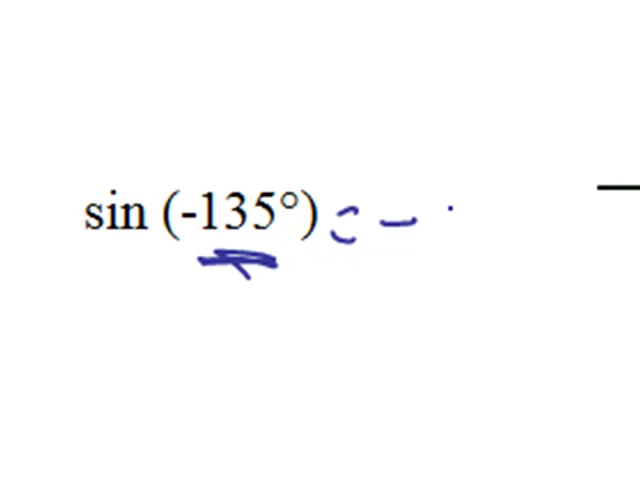 sin (-135°) = -